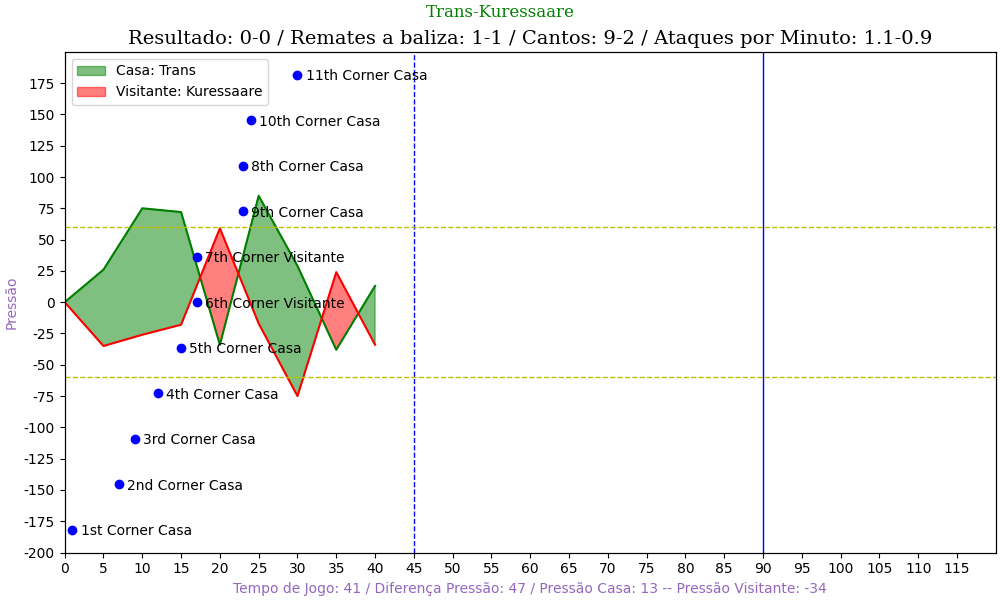 Trans-Kuressaare
Resultado: 0-0 / Remates a baliza: 1-1 / Cantos: 9-2 / Ataques por Minuto: 1.1-0.9
Casa: Trans
Visitante: Kuressaare
11th Corner Casa
10th Corner Casa
8th Corner Casa
9th Corner Casa
7th Corner Visitante
6th Corner Visitante
5th Corner Casa
4th Corner Casa
3rd Corner Casa
2nd Corner Casa
1st Corner Casa
Pressão
175
150
125
100
75
50
25
0
-25
-50
-75
-100
-125
-150
-175
-200
0 5 10 15 20 25 30 35 40 45 50 55 60 65 70 75 80 85 90 95 100 105 110 115
Tempo de Jogo: 41 / Diferença Pressão: 47 / Pressão Casa: 13 -- Pressão Visitante: -34